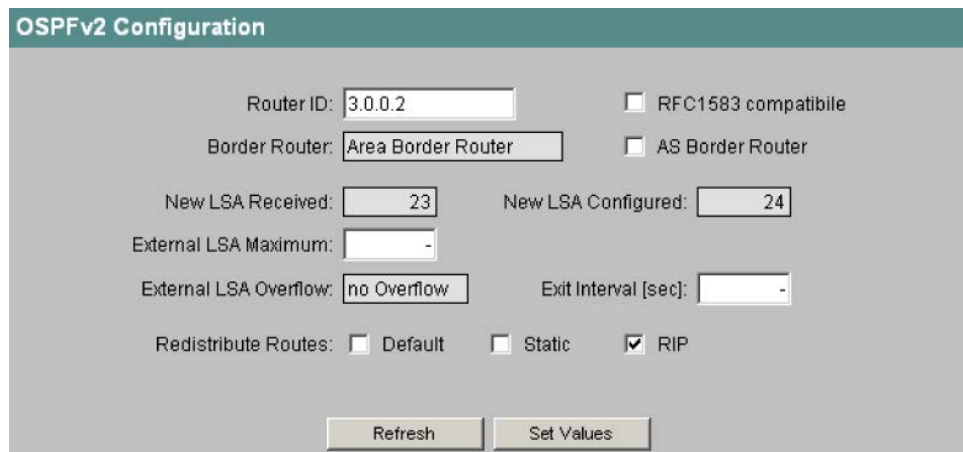 OSPFv2 Configuration
Router ID: 3.0.0.2 RFC1583 compatibile
Border Router: Area Border Router AS Border Router
New LSA Received: 23 New LSA Configured: 24
External LSA Maximum: -
External LSA Overflow: no Overflow Exit Interval [sec]: -
Redistribute Routes: Default Static RIP
Refresh Set Values